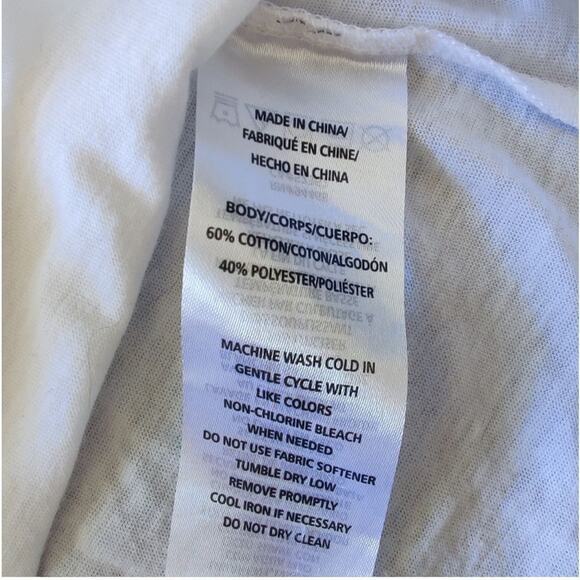 MADE IN CHINA/
FABRIQUÉ EN CHINE/
HECHO EN CHINA
BODY/CORPS/CUERPO:
60% COTTON/COTON/ALGODÓN
40% POLYESTER/POLIÉSTER
MACHINE WASH COLD IN
GENTLE CYCLE WITH
LIKE COLORS
NON-CHLORINE BLEACH
WHEN NEEDED
DO NOT USE FABRIC SOFTENER
TUMBLE DRY LOW
REMOVE PROMPTLY
COOL IRON IF NECESSARY
DO NOT DRY CLEAN